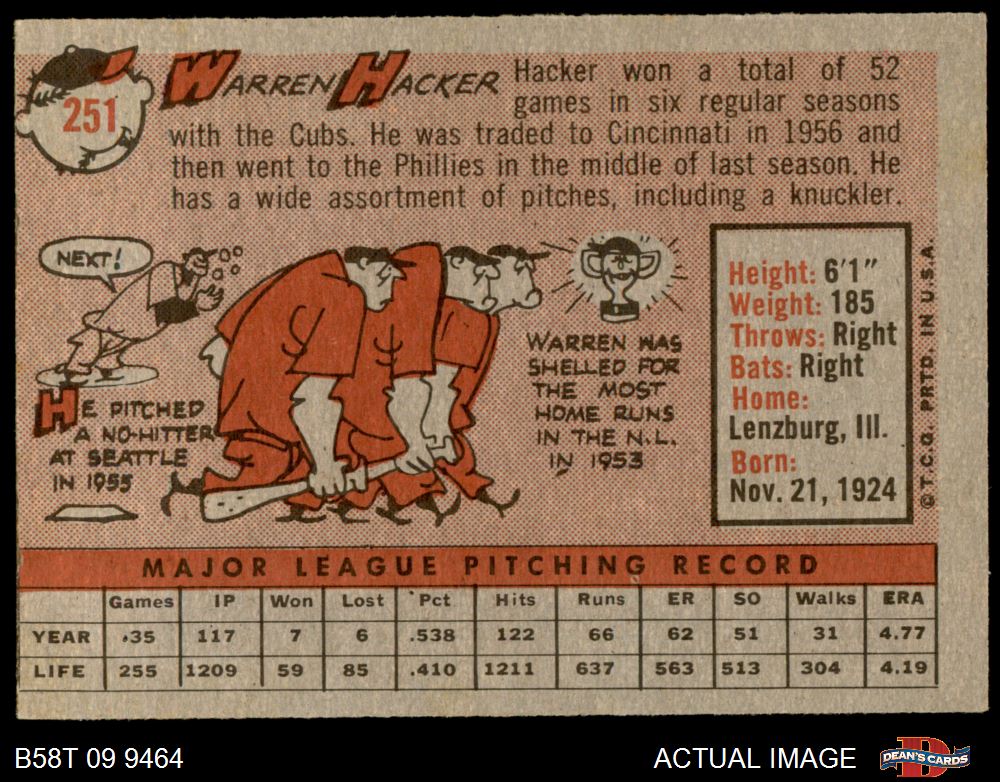 251
WARREN HACKER
Hacker won a total of 52
games in six regular seasons
with the Cubs. He was traded to Cincinnati in 1956 and
then went to the Phillies in the middle of last season. He
has a wide assortment of pitches, including a knuckler.
NEXT!
HE PITCHED
A NO-HITTER
AT SEATTLE
IN 1955
WARREN WAS
SHELLED FOR
THE MOST
HOME RUNS
IN THE N.L.
IN 1953
Height: 6'1"
Weight: 185
Throws: Right
Bats: Right
Home:
Lenzburg, Ill.
Born:
Nov. 21, 1924
© T.C.G. PRTD. IN U.S.A.
MAJOR LEAGUE PITCHING RECORD
Games IP Won Lost Pct Hits Runs ER SO Walks ERA
YEAR 35 117 7 6 .538 122 66 62 51 31 4.77
LIFE 255 1209 59 85 .410 1211 637 563 513 304 4.19
B58T 09 9464
ACTUAL IMAGE
DEAN'S CARDS